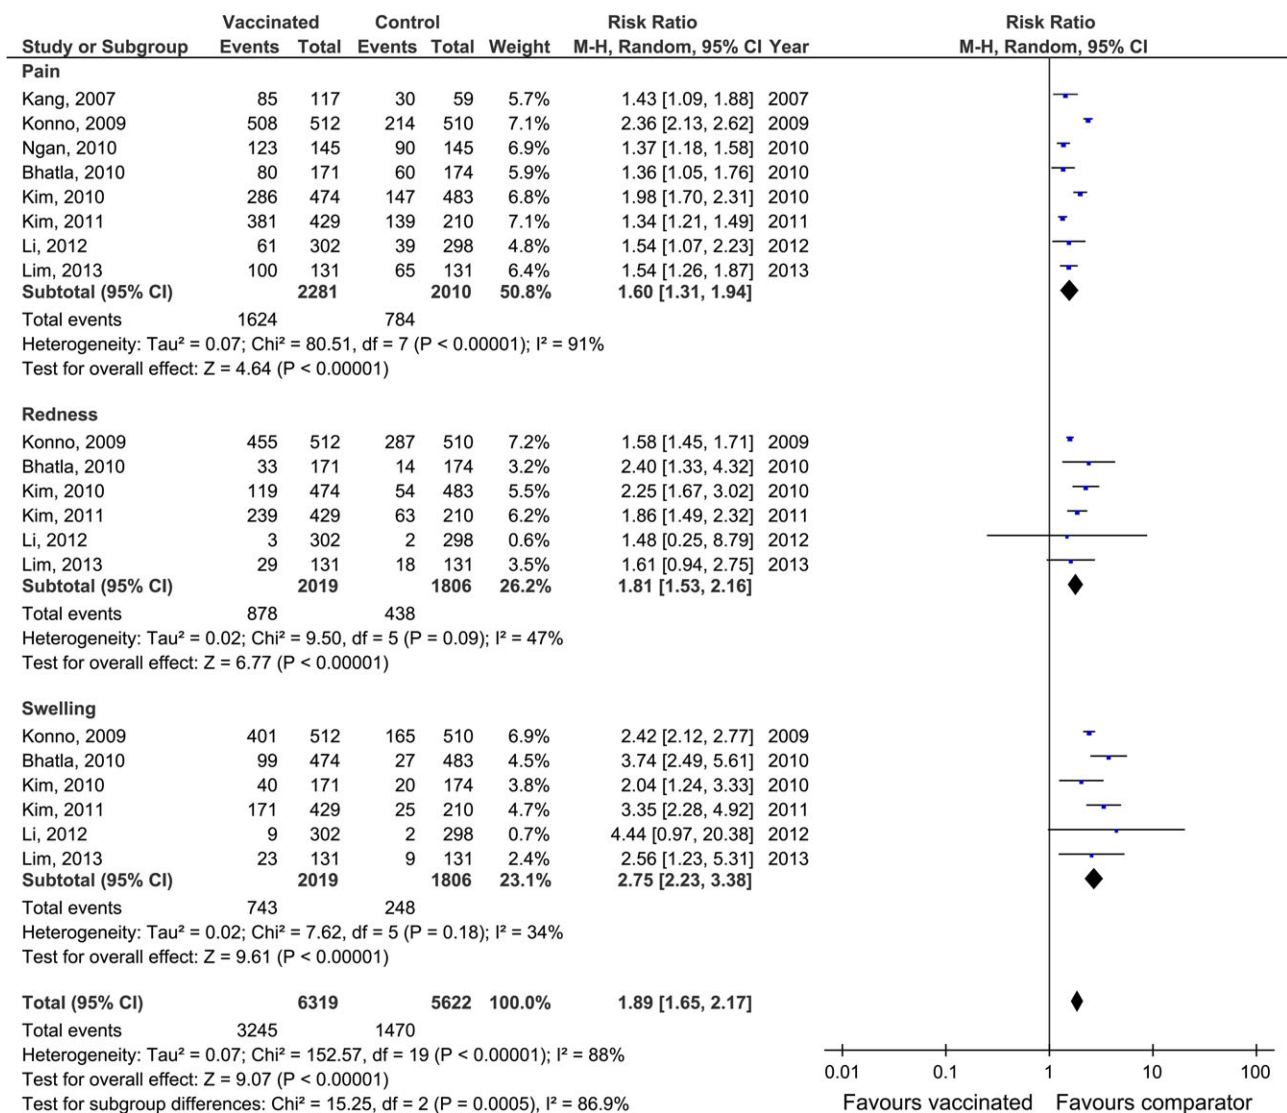 Vaccinated Control Risk Ratio Risk Ratio
Study or Subgroup Events Total Events Total Weight M-H, Random, 95% CI Year M-H, Random, 95% CI
Pain
Kang, 2007 85 117 30 59 5.7% 1.43 [1.09, 1.88] 2007
Konno, 2009 508 512 214 510 7.1% 2.36 [2.13, 2.62] 2009
Ngan, 2010 123 145 90 145 6.9% 1.37 [1.18, 1.58] 2010
Bhatla, 2010 80 171 60 174 5.9% 1.36 [1.05, 1.76] 2010
Kim, 2010 286 474 147 483 6.8% 1.98 [1.70, 2.31] 2010
Kim, 2011 381 429 139 210 7.1% 1.34 [1.21, 1.49] 2011
Li, 2012 61 302 39 298 4.8% 1.54 [1.07, 2.23] 2012
Lim, 2013 100 131 65 131 6.4% 1.54 [1.26, 1.87] 2013
Subtotal (95% CI) 2281 2010 50.8% 1.60 [1.31, 1.94]
Total events 1624 784
Heterogeneity: Tau² = 0.07; Chi² = 80.51, df = 7 (P < 0.00001); I² = 91%
Test for overall effect: Z = 4.64 (P < 0.00001)
Redness
Konno, 2009 455 512 287 510 7.2% 1.58 [1.45, 1.71] 2009
Bhatla, 2010 33 171 14 174 3.2% 2.40 [1.33, 4.32] 2010
Kim, 2010 119 474 54 483 5.5% 2.25 [1.67, 3.02] 2010
Kim, 2011 239 429 63 210 6.2% 1.86 [1.49, 2.32] 2011
Li, 2012 3 302 2 298 0.6% 1.48 [0.25, 8.79] 2012
Lim, 2013 29 131 18 131 3.5% 1.61 [0.94, 2.75] 2013
Subtotal (95% CI) 2019 1806 26.2% 1.81 [1.53, 2.16]
Total events 878 438
Heterogeneity: Tau² = 0.02; Chi² = 9.50, df = 5 (P = 0.09); I² = 47%
Test for overall effect: Z = 6.77 (P < 0.00001)
Swelling
Konno, 2009 401 512 165 510 6.9% 2.42 [2.12, 2.77] 2009
Bhatla, 2010 99 474 27 483 4.5% 3.74 [2.49, 5.61] 2010
Kim, 2010 40 171 20 174 3.8% 2.04 [1.24, 3.33] 2010
Kim, 2011 171 429 25 210 4.7% 3.35 [2.28, 4.92] 2011
Li, 2012 9 302 2 298 0.7% 4.44 [0.97, 20.38] 2012
Lim, 2013 23 131 9 131 2.4% 2.56 [1.23, 5.31] 2013
Subtotal (95% CI) 2019 1806 23.1% 2.75 [2.23, 3.38]
Total events 743 248
Heterogeneity: Tau² = 0.02; Chi² = 7.62, df = 5 (P = 0.18); I² = 34%
Test for overall effect: Z = 9.61 (P < 0.00001)
Total (95% CI) 6319 5622 100.0% 1.89 [1.65, 2.17]
Total events 3245 1470
Heterogeneity: Tau² = 0.07; Chi² = 152.57, df = 19 (P < 0.00001); I² = 88%
Test for overall effect: Z = 9.07 (P < 0.00001)
Test for subgroup differences: Chi² = 15.25, df = 2 (P = 0.0005), I² = 86.9%
0.01 0.1 1 10 100
Favours vaccinated Favours comparator